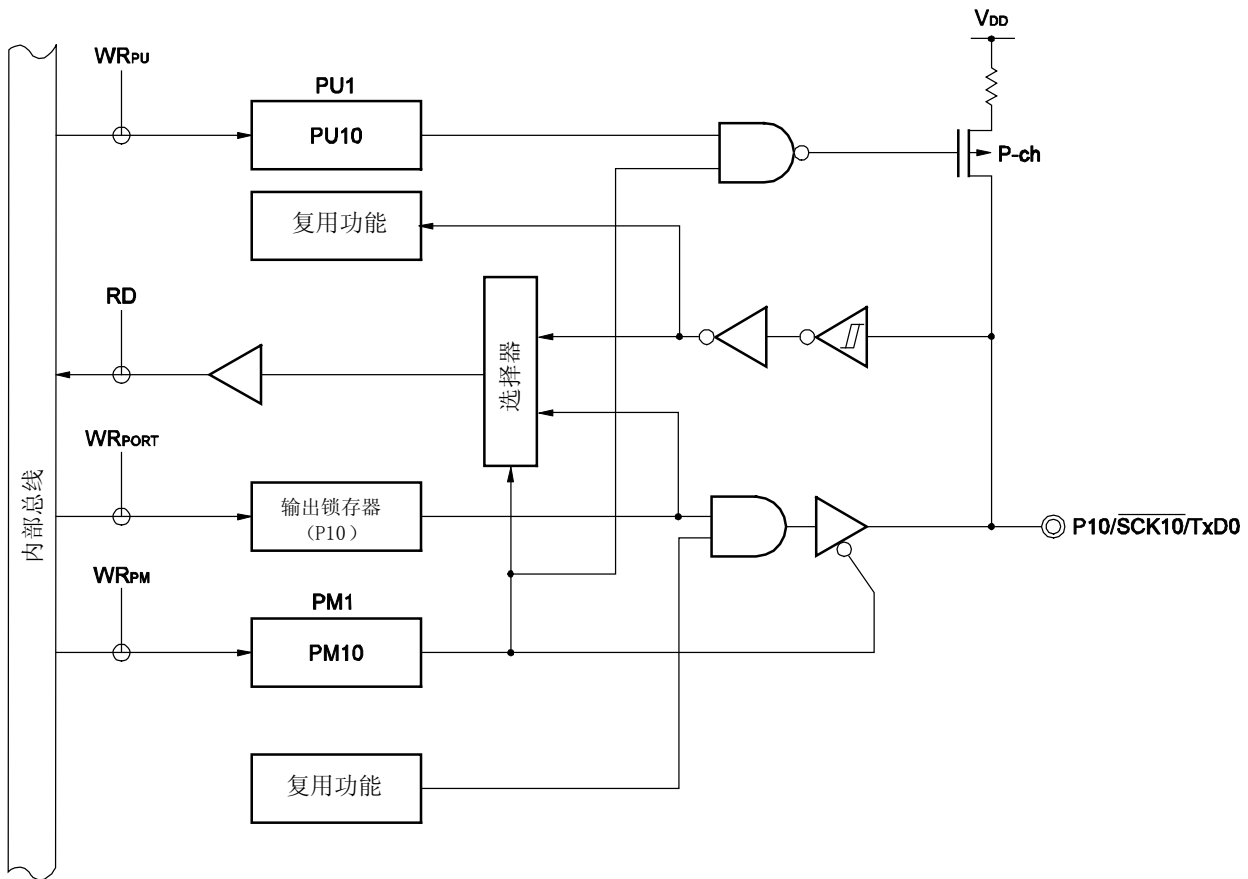 VDD
WRPU
PU1
PU10
P-ch
复用功能
RD
选择器
WRPORT
内部总线
输出锁存器
（P10）
P10/SCK10/TxD0
WRPM
PM1
PM10
复用功能